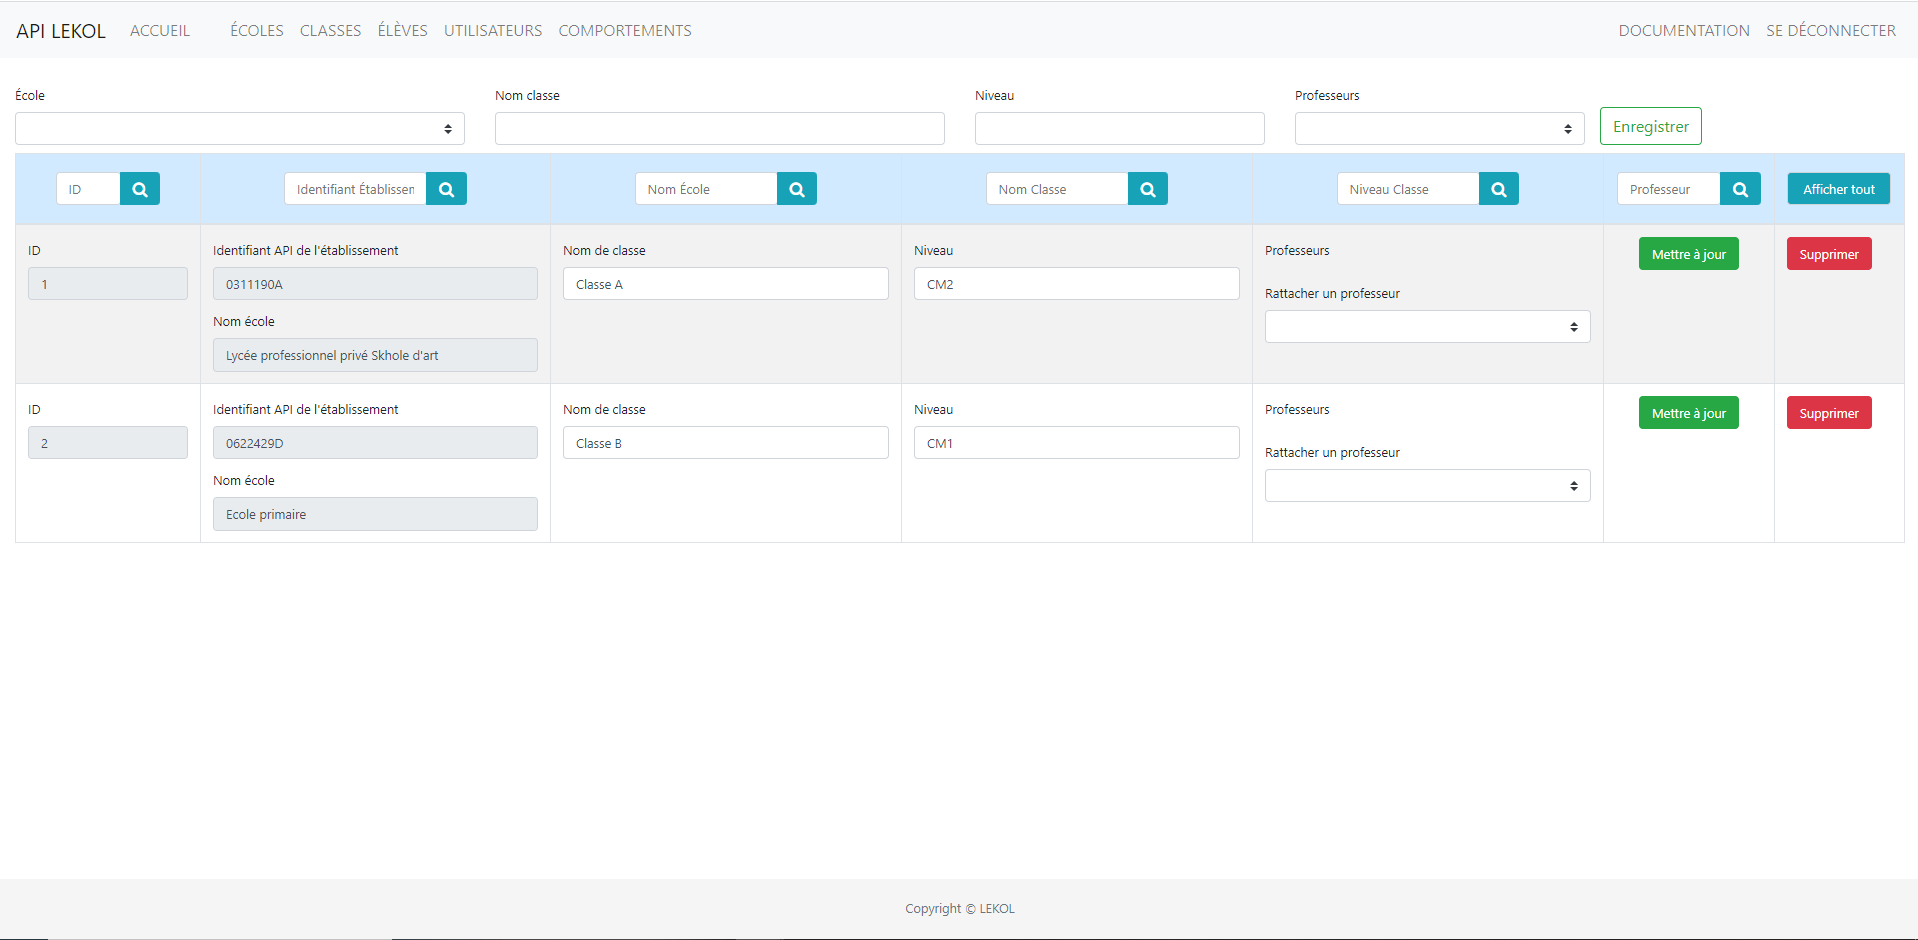 API LEKOL ACCUEIL ÉCOLES CLASSES ÉLÈVES UTILISATEURS COMPORTEMENTS DOCUMENTATION SE DÉCONNECTER
École Nom classe Niveau Professeurs
Enregistrer
ID Identifiant Établissen Nom École Nom Classe Niveau Classe Professeur Afficher tout
ID Identifiant API de l'établissement Nom de classe Niveau Professeurs Mettre à jour Supprimer
1 0311190A Classe A CM2
Rattacher un professeur
Nom école
Lycée professionnel privé Skhole d'art
ID Identifiant API de l'établissement Nom de classe Niveau Professeurs Mettre à jour Supprimer
2 0622429D Classe B CM1
Rattacher un professeur
Nom école
Ecole primaire
Copyright © LEKOL